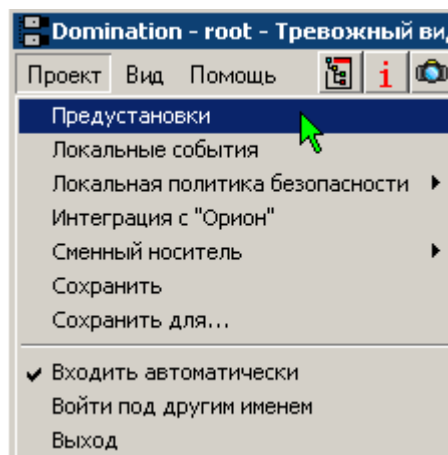 Domination - root - Тревожный ви
Проект Вид Помощь
Предустановки
Локальные события
Локальная политика безопасности
Интеграция с "Орион"
Сменный носитель
Сохранить
Сохранить для...
Входить автоматически
Войти под другим именем
Выход